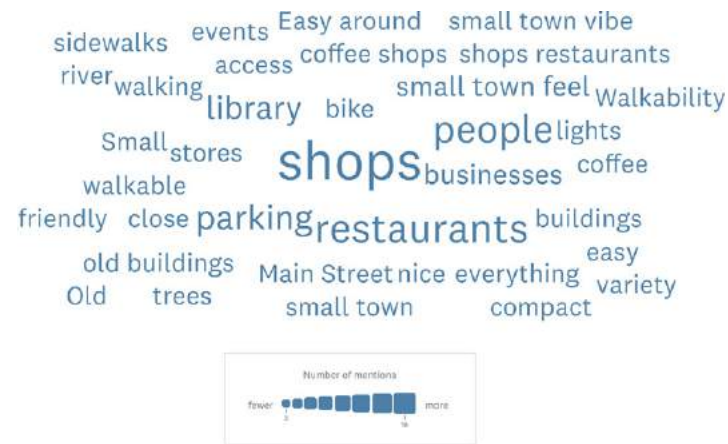 Easy around small town vibe
sidewalks events
coffee shops shops restaurants
river access
walking small town feel Walkability
library bike
people lights
Small shops
stores businesses coffee
walkable
friendly close parking restaurants buildings
old buildings easy
Main Street nice everything variety
Old trees
small town compact
Number of mentions
fewer more